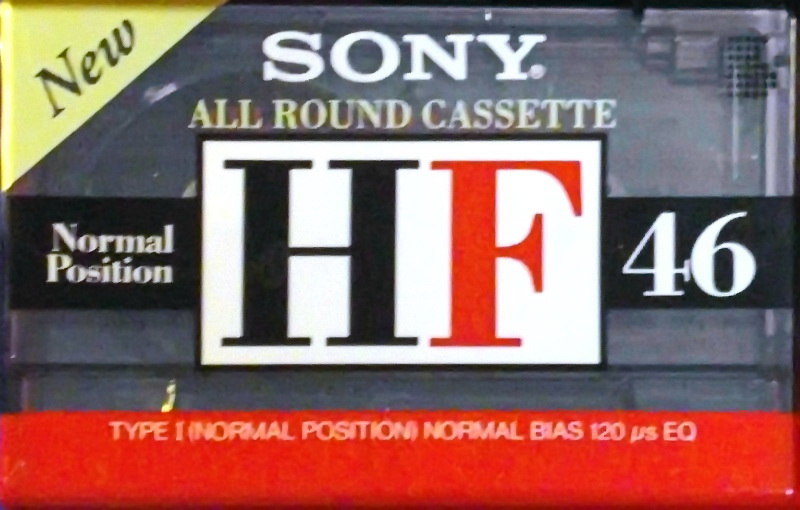 New
SONY®
ALL ROUND CASSETTE
HF
Normal
Position
46
TYPE I (NORMAL POSITION) NORMAL BIAS 120 µs EQ